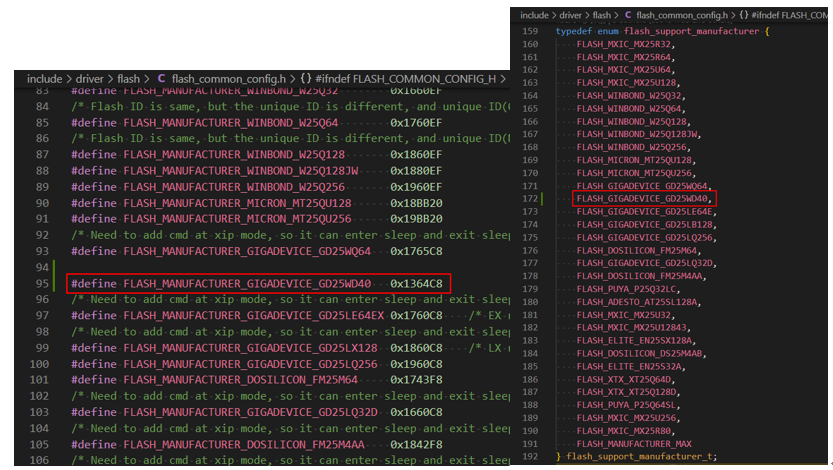 include > driver > flash > C flash_common_config.h > {} #ifndef FLASH_COMMON_CONFIG_H >
83 #define FLASH_MANUFACTURER_WINBOND_W25Q32 0x1660EF
84 /* Flash ID is same, but the unique ID is different, and unique ID(
85 #define FLASH_MANUFACTURER_WINBOND_W25Q64 0x1760EF
86 /* Flash ID is same, but the unique ID is different, and unique ID(
87 #define FLASH_MANUFACTURER_WINBOND_W25Q128 0x1860EF
88 #define FLASH_MANUFACTURER_WINBOND_W25Q128JW 0x1880EF
89 #define FLASH_MANUFACTURER_WINBOND_W25Q256 0x1960EF
90 #define FLASH_MANUFACTURER_MICRON_MT25QU128 0x18BB20
91 #define FLASH_MANUFACTURER_MICRON_MT25QU256 0x19BB20
92 /* Need to add cmd at xip mode, so it can enter sleep and exit slee
93 #define FLASH_MANUFACTURER_GIGADEVICE_GD25WQ64 0x1765C8
94
95 #define FLASH_MANUFACTURER_GIGADEVICE_GD25WD40 0x1364C8
96 /* Need to add cmd at xip mode, so it can enter sleep and exit slee
97 #define FLASH_MANUFACTURER_GIGADEVICE_GD25LE64EX 0x1760C8 /* EX
98 /* Need to add cmd at xip mode, so it can enter sleep and exit slee
99 #define FLASH_MANUFACTURER_GIGADEVICE_GD25LX128 0x1860C8 /* LX
100 #define FLASH_MANUFACTURER_GIGADEVICE_GD25LQ256 0x1960C8
101 #define FLASH_MANUFACTURER_DOSILICON_FM25M64 0x1743F8
102 /* Need to add cmd at xip mode, so it can enter sleep and exit slee
103 #define FLASH_MANUFACTURER_GIGADEVICE_GD25LQ32D 0x1660C8
104 /* Need to add cmd at xip mode, so it can enter sleep and exit slee
105 #define FLASH_MANUFACTURER_DOSILICON_FM25M4AA 0x1842F8
106 /* Need to add cmd at xip mode, so it can enter sleep and exit slee
include > driver > flash > C flash_common_config.h > {} #ifndef FLASH_COM
159 typedef enum flash_support_manufacturer {
160 FLASH_MXIC_MX25R32,
161 FLASH_MXIC_MX25R64,
162 FLASH_MXIC_MX25U64,
163 FLASH_MXIC_MX25U128,
164 FLASH_WINBOND_W25Q32,
165 FLASH_WINBOND_W25Q64,
166 FLASH_WINBOND_W25Q128,
167 FLASH_WINBOND_W25Q128JW,
168 FLASH_WINBOND_W25Q256,
169 FLASH_MICRON_MT25QU128,
170 FLASH_MICRON_MT25QU256,
171 FLASH_GIGADEVICE_GD25WQ64,
172 FLASH_GIGADEVICE_GD25WD40,
173 FLASH_GIGADEVICE_GD25LE64E,
174 FLASH_GIGADEVICE_GD25LB128,
175 FLASH_GIGADEVICE_GD25LQ256,
176 FLASH_DOSILICON_FM25M64,
177 FLASH_GIGADEVICE_GD25LQ32D,
178 FLASH_DOSILICON_FM25M4AA,
179 FLASH_PUYA_P25Q32LC,
180 FLASH_ADESTO_AT25SL128A,
181 FLASH_MXIC_MX25U32,
182 FLASH_MXIC_MX25U12843,
183 FLASH_ELITE_EN25SX128A,
184 FLASH_DOSILICON_DS25M4AB,
185 FLASH_ELITE_EN25S32A,
186 FLASH_XTX_XT25Q64D,
187 FLASH_XTX_XT25Q128D,
188 FLASH_PUYA_P25Q64SL,
189 FLASH_MXIC_MX25U256,
190 FLASH_MXIC_MX25R80,
191 FLASH_MANUFACTURER_MAX
192 } flash_support_manufacturer_t;